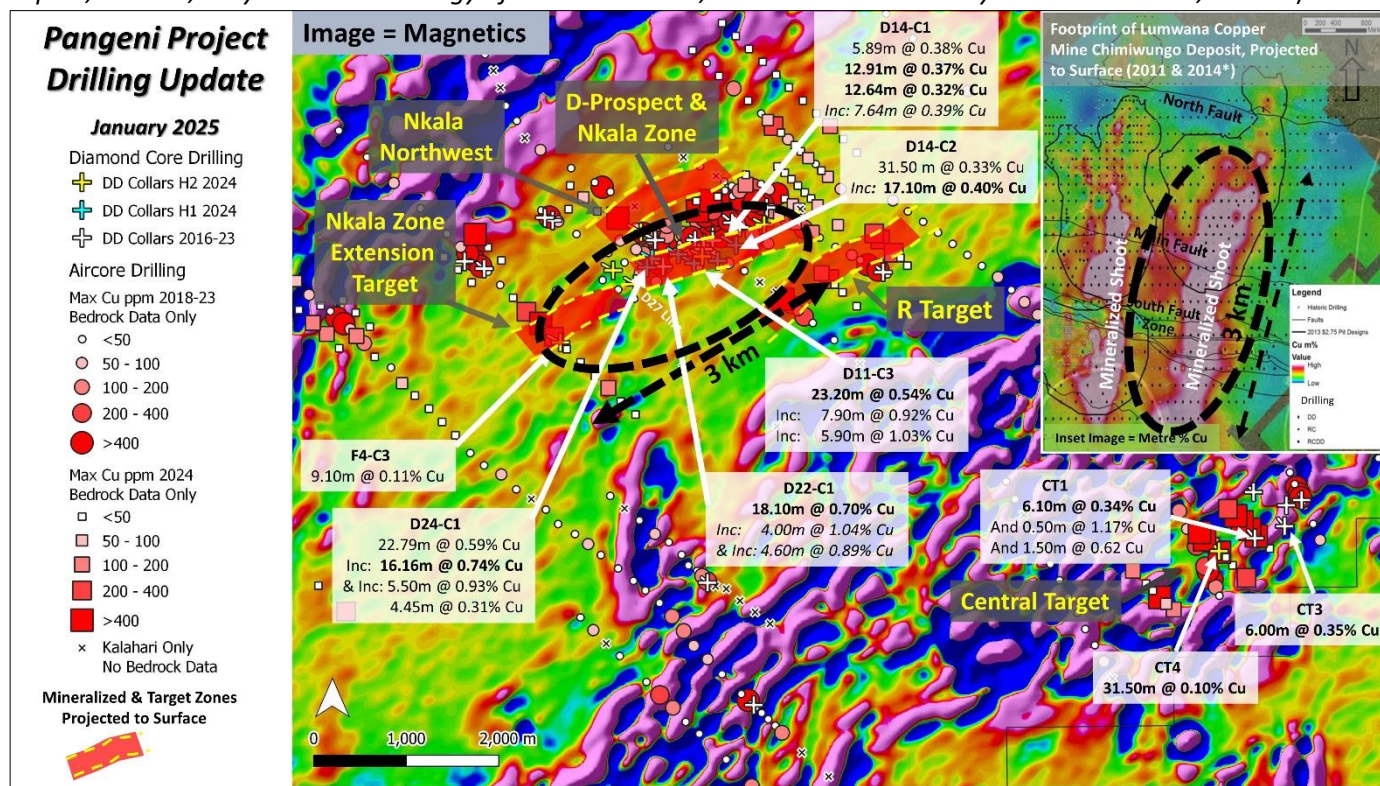 Pangeni Project
Drilling Update
January 2025
Diamond Core Drilling
DD Collars H2 2024
DD Collars H1 2024
DD Collars 2016-23
Aircore Drilling
Max Cu ppm 2018-23
Bedrock Data Only
<50
50 - 100
100 - 200
200 - 400
>400
Max Cu ppm 2024
Bedrock Data Only
<50
50 - 100
100 - 200
200 - 400
>400
Kalahari Only
No Bedrock Data
Mineralized & Target Zones
Projected to Surface
Image = Magnetics
Nkala
Northwest
D-Prospect &
Nkala Zone
Nkala Zone
Extension
Target
R Target
Central Target
D27 Line
3 km
0 1,000 2,000 m
D14-C1
5.89m @ 0.38% Cu
12.91m @ 0.37% Cu
12.64m @ 0.32% Cu
Inc: 7.64m @ 0.39% Cu
D14-C2
31.50 m @ 0.33% Cu
Inc: 17.10m @ 0.40% Cu
D11-C3
23.20m @ 0.54% Cu
Inc: 7.90m @ 0.92% Cu
Inc: 5.90m @ 1.03% Cu
F4-C3
9.10m @ 0.11% Cu
D24-C1
22.79m @ 0.59% Cu
Inc: 16.16m @ 0.74% Cu
& Inc: 5.50m @ 0.93% Cu
4.45m @ 0.31% Cu
D22-C1
18.10m @ 0.70% Cu
Inc: 4.00m @ 1.04% Cu
& Inc: 4.60m @ 0.89% Cu
CT1
6.10m @ 0.34% Cu
And 0.50m @ 1.17% Cu
And 1.50m @ 0.62 Cu
CT3
6.00m @ 0.35% Cu
CT4
31.50m @ 0.10% Cu
Footprint of Lumwana Copper
Mine Chimiwungo Deposit, Projected
to Surface (2011 & 2014*)
0 200 400 800
N
North Fault
Main Fault
South Fault
Zone
Mineralized Shoot
Mineralized Shoot
3 km
Legend
Historic Drilling
Faults
2013 $2.75 Pit Designs
Cu m%
Value
High
Low
Drilling
DD
RC
RCDD
Inset Image = Metre % Cu